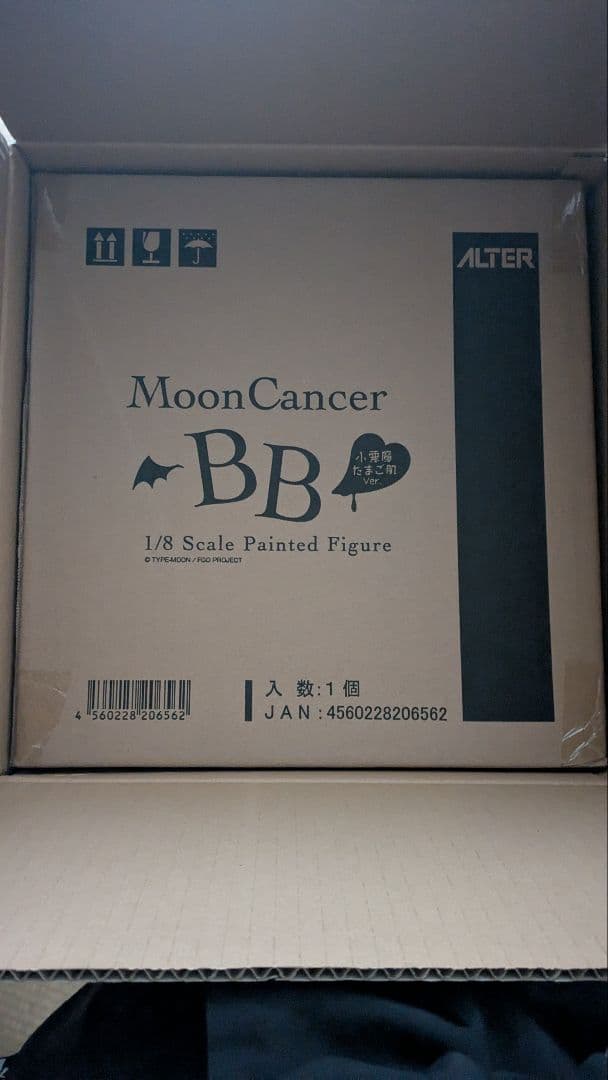 ALTER
MoonCancer
BB
小悪魔
たまご肌
Ver.
1/8 Scale Painted Figure
© TYPE-MOON / FGO PROJECT
4 560228 206562
入 数:1 個
JAN :4560228206562